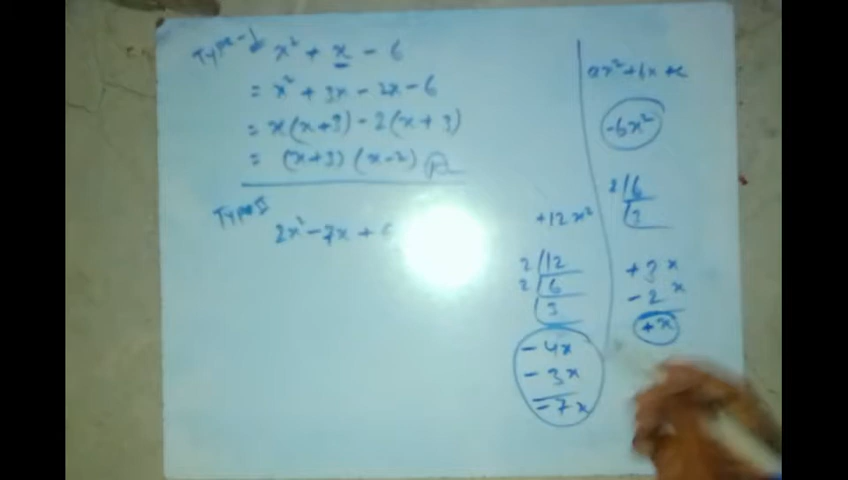 Type-I x² + x - 6
= x² + 3x - 2x - 6
= x(x+3) - 2(x+3)
= (x+3) (x-2)
Type II
2x² - 7x + 6
+12x²
2 12
2 6
3
- 4x
- 3x
- 7x
ax² + bx + c
-6x²
2 6
3
+3x
-2x
+x